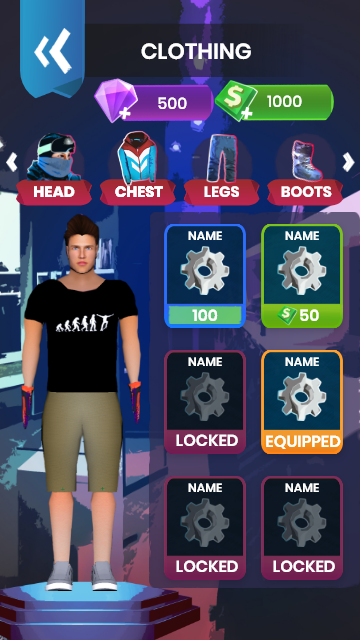 CLOTHING
500
1000
HEAD
CHEST
LEGS
BOOTS
NAME
100
NAME
$ 50
NAME
LOCKED
NAME
EQUIPPED
NAME
LOCKED
NAME
LOCKED